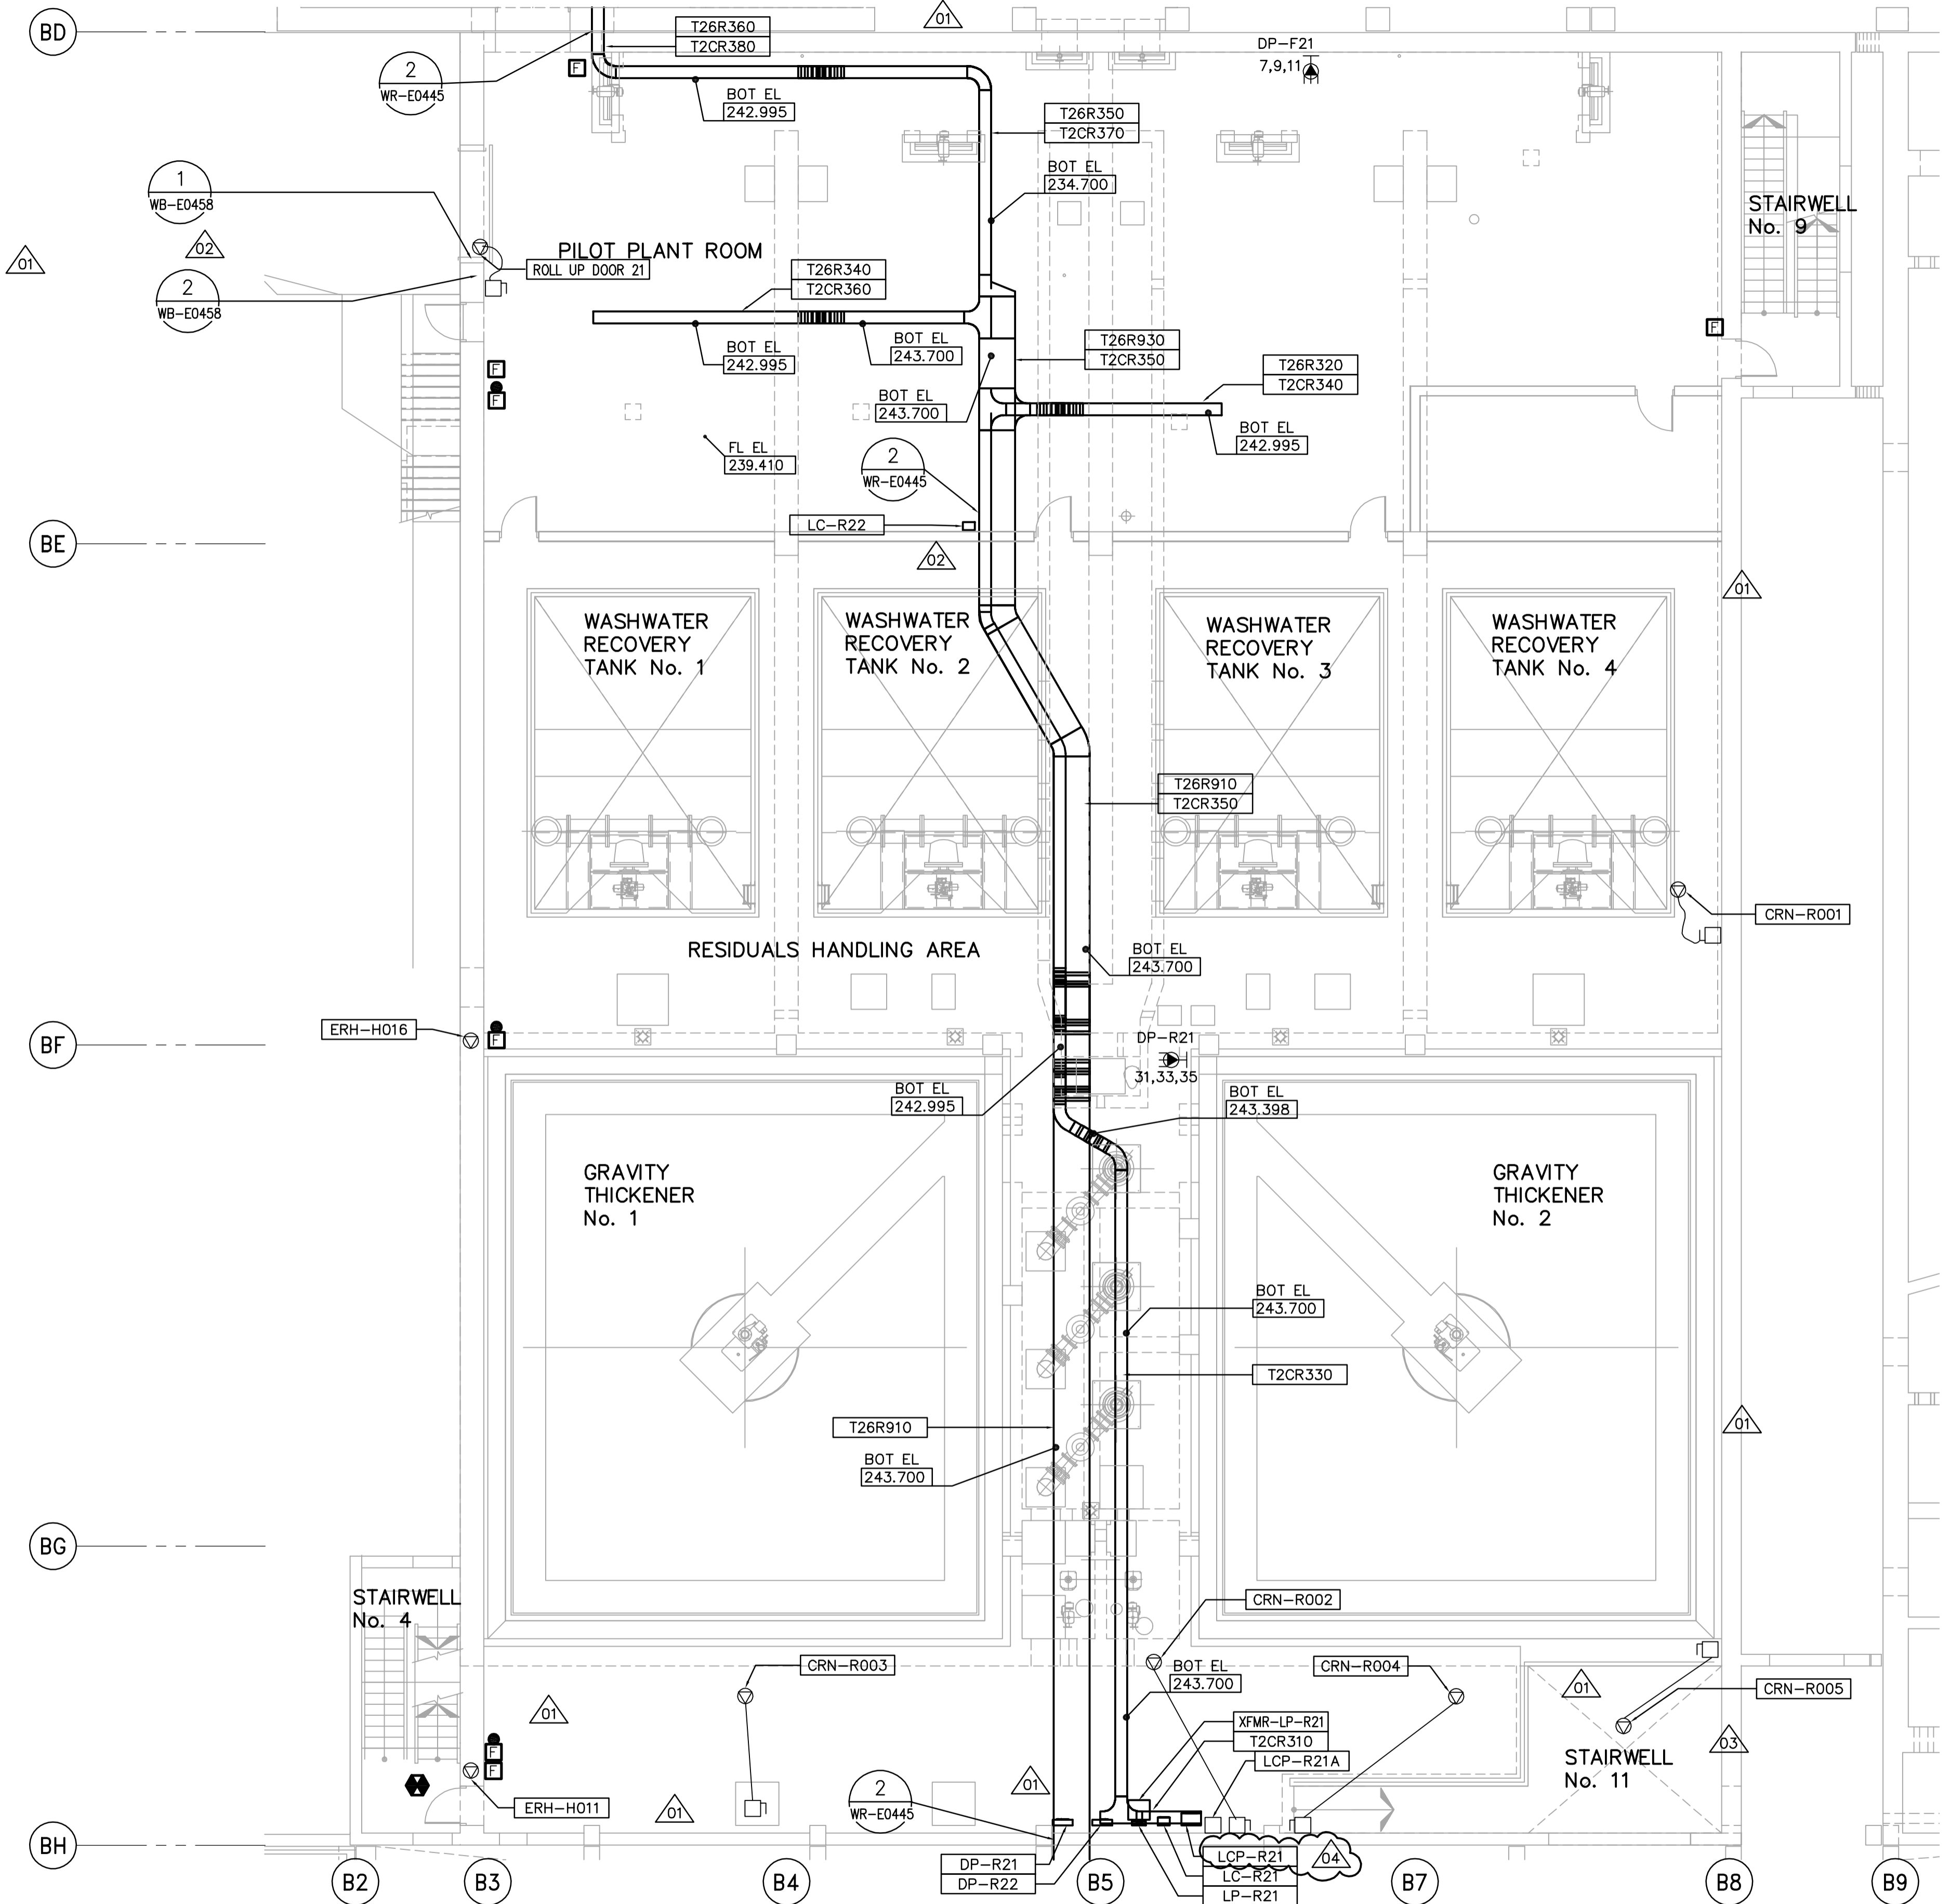 BD
01
T26R360
T2CR380
DP-F21
7,9,11
2
WR-E0445
F
BOT EL
242.995
T26R350
T2CR370
BOT EL
234.700
1
WB-E0458
STAIRWELL
No. 9
02
01
PILOT PLANT ROOM
ROLL UP DOOR 21
T26R340
T2CR360
2
WB-E0458
F
BOT EL
242.995
BOT EL
243.700
T26R930
T2CR350
T26R320
T2CR340
F
F
BOT EL
243.700
BOT EL
242.995
FL EL
239.410
2
WR-E0445
LC-R22
BE
02
01
WASHWATER
RECOVERY
TANK No. 1
WASHWATER
RECOVERY
TANK No. 2
WASHWATER
RECOVERY
TANK No. 3
WASHWATER
RECOVERY
TANK No. 4
T26R910
T2CR350
CRN-R001
RESIDUALS HANDLING AREA
BOT EL
243.700
ERH-H016
F
BF
DP-R21
31,33,35
BOT EL
242.995
BOT EL
243.398
GRAVITY
THICKENER
No. 1
GRAVITY
THICKENER
No. 2
BOT EL
243.700
T2CR330
T26R910
01
BOT EL
243.700
BG
STAIRWELL
No. 4
CRN-R002
CRN-R003
BOT EL
243.700
CRN-R004
01
CRN-R005
01
XFMR-LP-R21
T2CR310
LCP-R21A
03
F
F
STAIRWELL
No. 11
ERH-H011
01
2
WR-E0445
01
BH
DP-R21
DP-R22
LCP-R21
LC-R21
LP-R21
04
B2
B3
B4
B5
B7
B8
B9